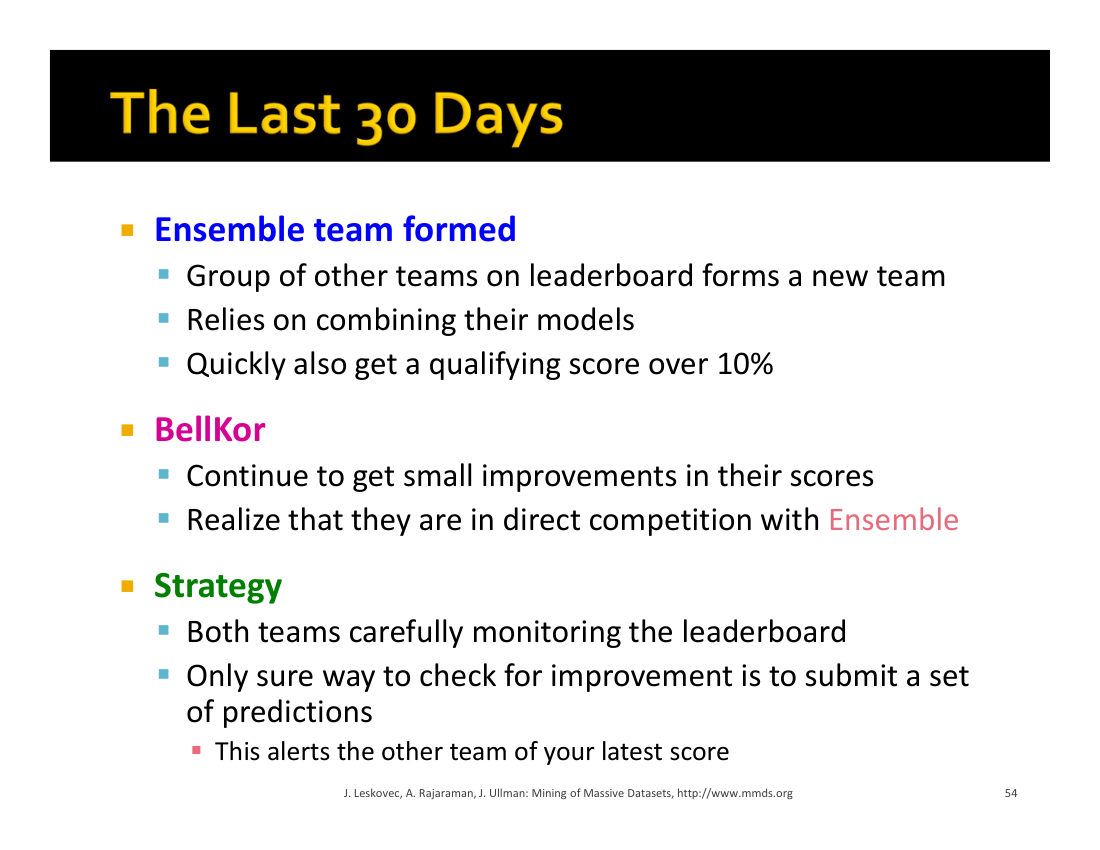 The Last 30 Days
Ensemble team formed
Group of other teams on leaderboard forms a new team
Relies on combining their models
Quickly also get a qualifying score over 10%
BellKor
Continue to get small improvements in their scores
Realize that they are in direct competition with Ensemble
Strategy
Both teams carefully monitoring the leaderboard
Only sure way to check for improvement is to submit a set
of predictions
This alerts the other team of your latest score
J. Leskovec, A. Rajaraman, J. Ullman: Mining of Massive Datasets, http://www.mmds.org
54